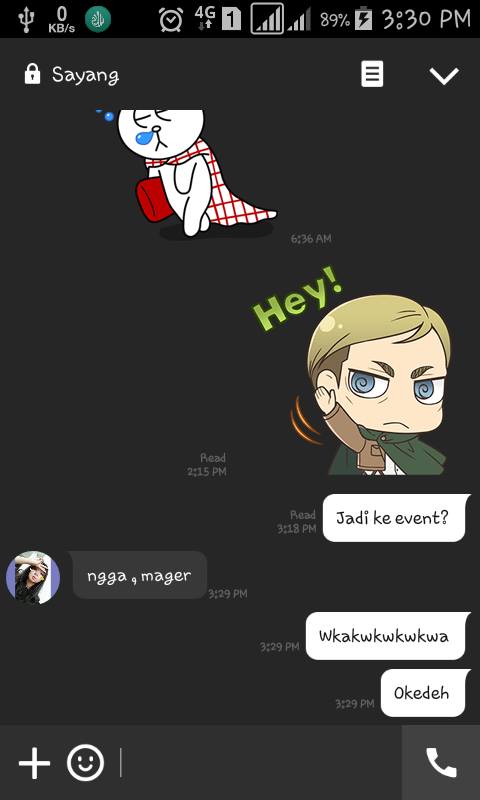 0
KB/s
4G
1
89%
3:30 PM
Sayang
6:36 AM
Hey!
Read
2:15 PM
Read
3:18 PM
Jadi ke event?
ngga , mager
3:29 PM
3:29 PM
Wkakwkwkwkwa
3:29 PM
Okedeh